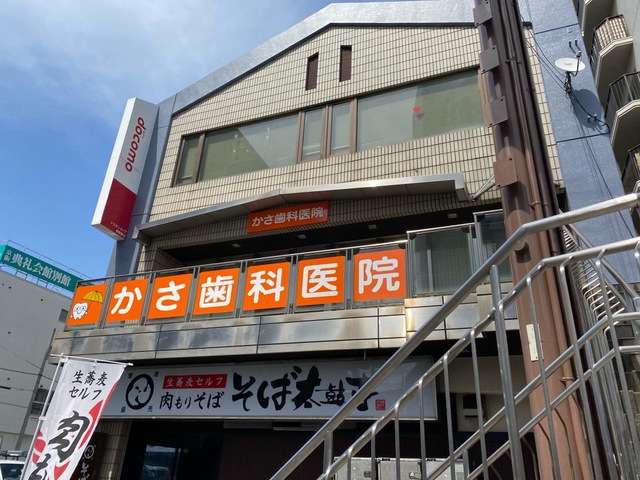 döcomo
典礼会館別館
かさ歯科医院
かさ歯科医院
生蕎麦セルフ
肉もりそば
そば太鼓亭
生蕎麦
セルフ
肉